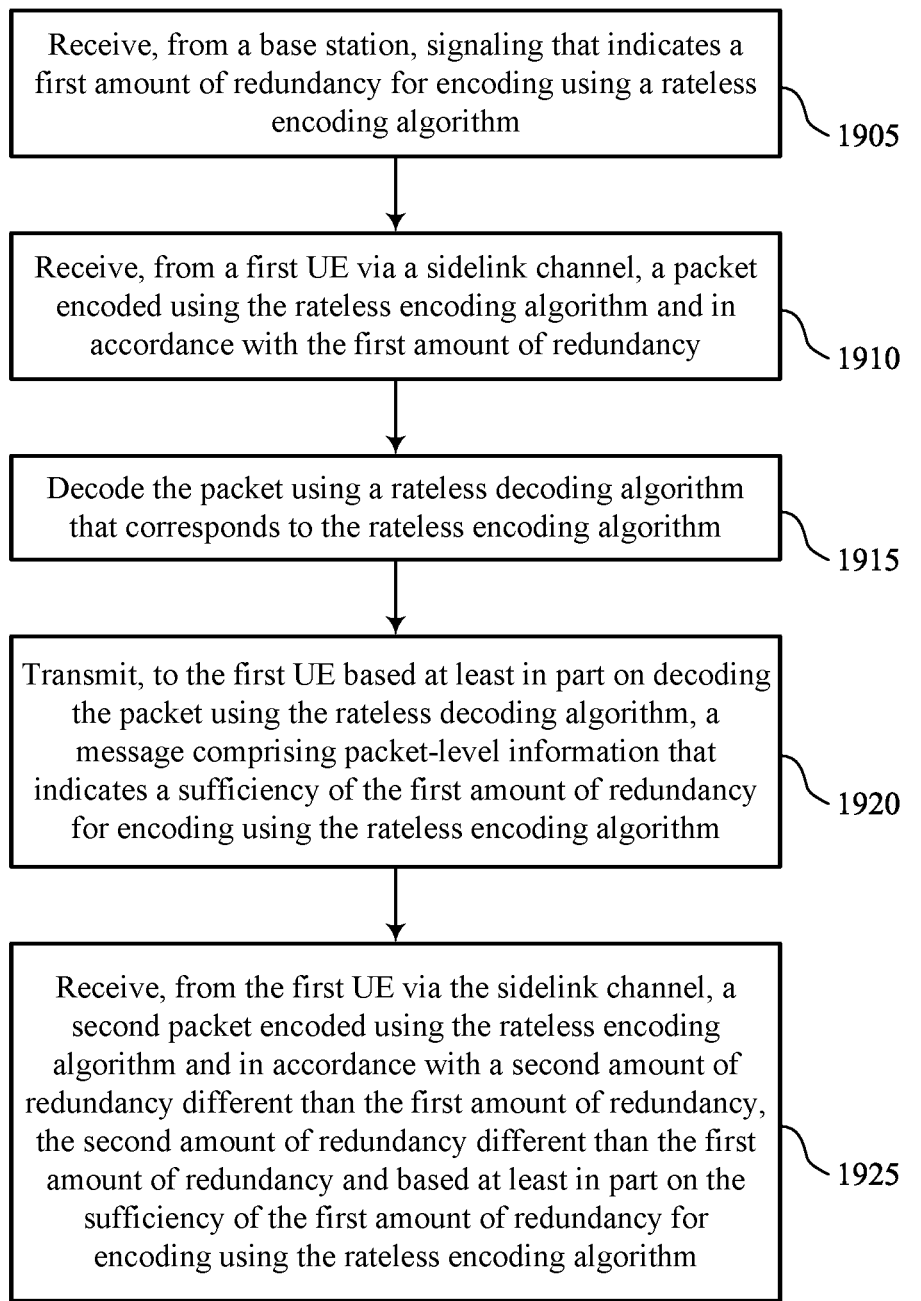 Receive, from a base station, signaling that indicates a
first amount of redundancy for encoding using a rateless
encoding algorithm
1905
Receive, from a first UE via a sidelink channel, a packet
encoded using the rateless encoding algorithm and in
accordance with the first amount of redundancy
1910
Decode the packet using a rateless decoding algorithm
that corresponds to the rateless encoding algorithm
1915
Transmit, to the first UE based at least in part on decoding
the packet using the rateless decoding algorithm, a
message comprising packet-level information that
indicates a sufficiency of the first amount of redundancy
for encoding using the rateless encoding algorithm
1920
Receive, from the first UE via the sidelink channel, a
second packet encoded using the rateless encoding
algorithm and in accordance with a second amount of
redundancy different than the first amount of redundancy,
the second amount of redundancy different than the first
amount of redundancy and based at least in part on the
sufficiency of the first amount of redundancy for
encoding using the rateless encoding algorithm
1925